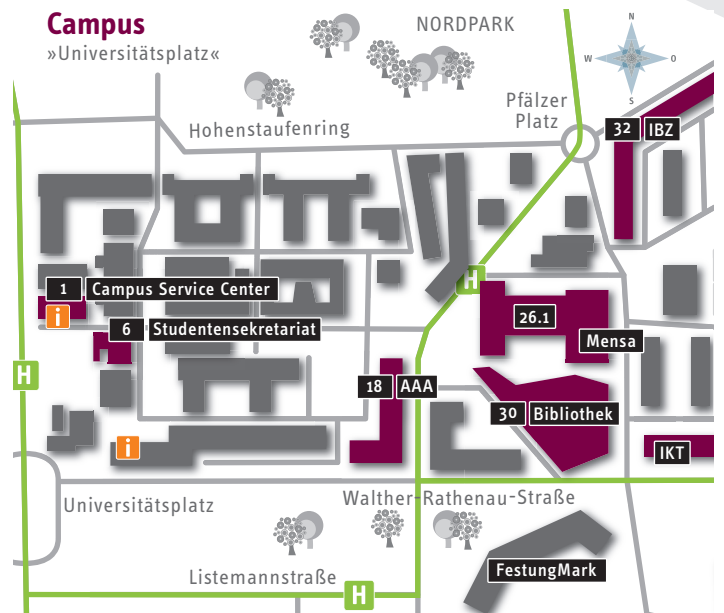 Campus
»Universitätsplatz«
NORDPARK
N
W
O
S
Pfälzer
Platz
Hohenstaufenring
32 IBZ
H
1 Campus Service Center
i
6 Studentensekretariat
26.1
Mensa
H
18 AAA
30 Bibliothek
i
IKT
Universitätsplatz
Walther-Rathenau-Straße
FestungMark
Listemannstraße
H